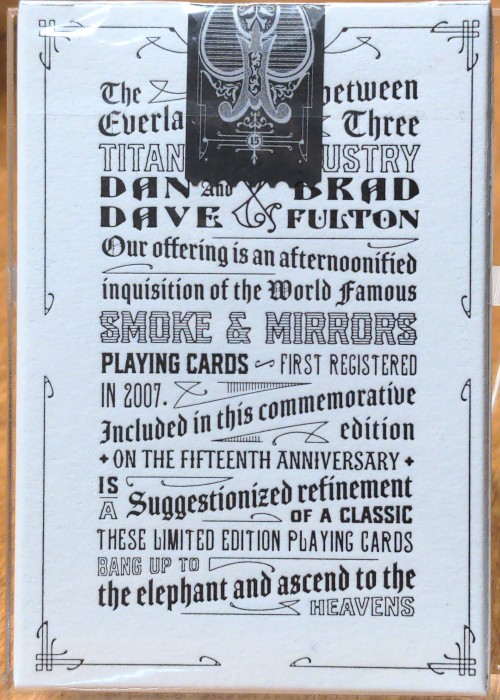 The between
Everla Three
TITAN USTRY
DAN And BRAD
DAVE FULTON
15
Our offering is an afternoonified
inquisition of the World Famous
SMOKE & MIRRORS
PLAYING CARDS ~ FIRST REGISTERED
IN 2007.
Included in this commemorative
edition
ON THE FIFTEENTH ANNIVERSARY
IS
A Suggestionized refinement
OF A CLASSIC
THESE LIMITED EDITION PLAYING CARDS
BANG UP TO
the elephant and ascend to the
HEAVENS